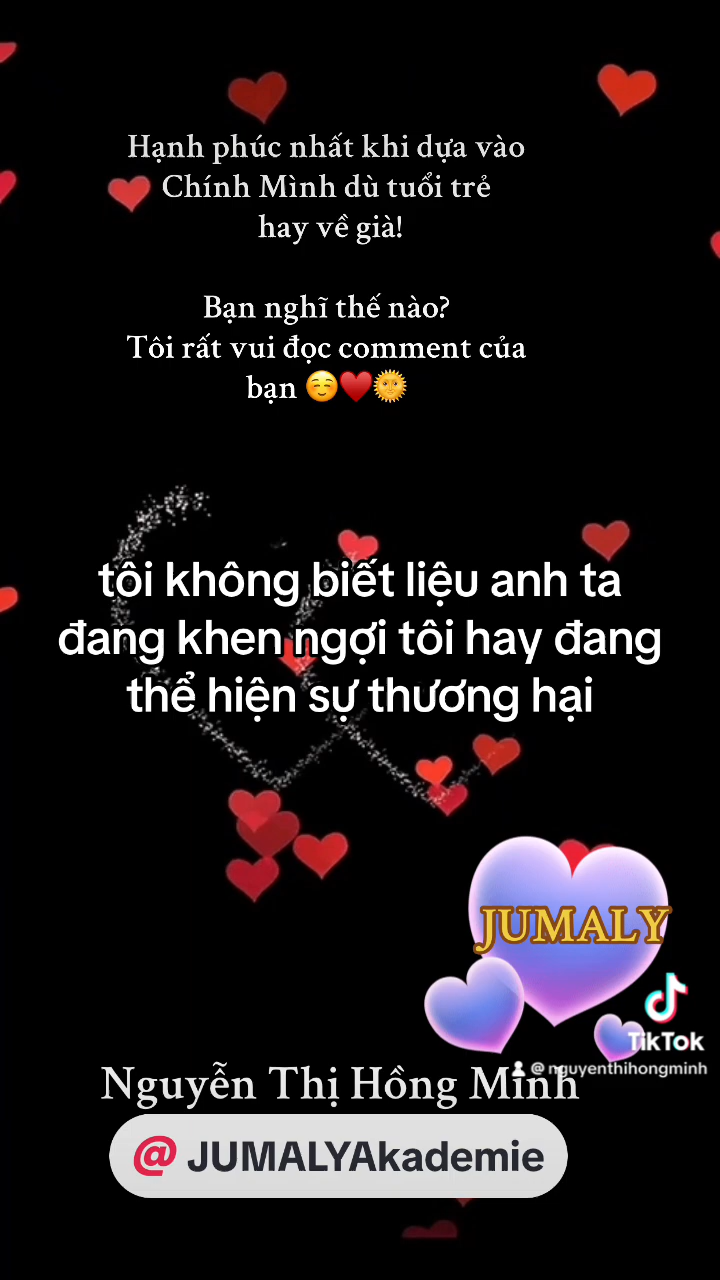 Hạnh phúc nhất khi dựa vào
Chính Mình dù tuổi trẻ
hay về già!
Bạn nghĩ thế nào?
Tôi rất vui đọc comment của
bạn ☺️♥️🌞
tôi không biết liệu anh ta
đang khen ngợi tôi hay đang
thể hiện sự thương hại
JUMALY
TikTok
@nguyenthihongminh
Nguyễn Thị Hồng Minh
@ JUMALYAkademie